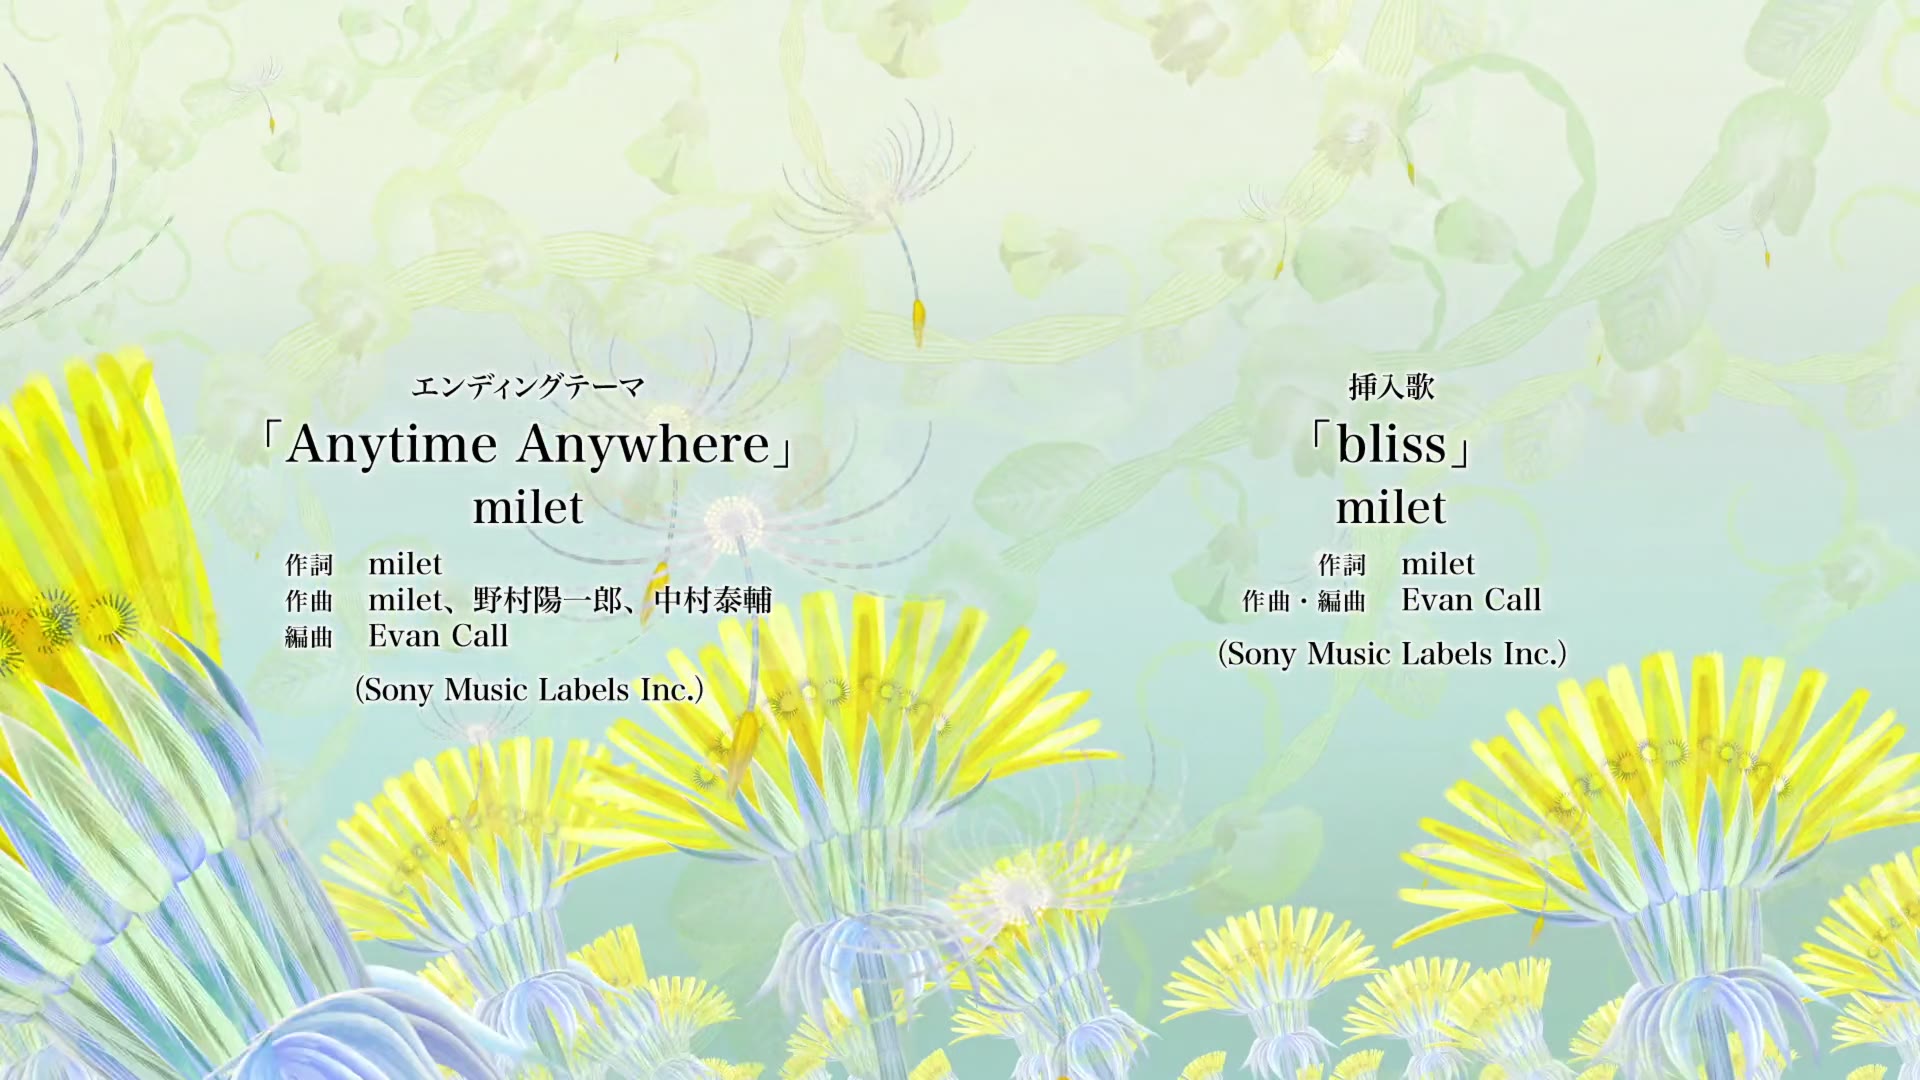 エンディングテーマ
「Anytime Anywhere」
milet
作詞 milet
作曲 milet、野村陽一郎、中村泰輔
編曲 Evan Call
(Sony Music Labels Inc.)
挿入歌
「bliss」
milet
作詞 milet
作曲・編曲 Evan Call
(Sony Music Labels Inc.)